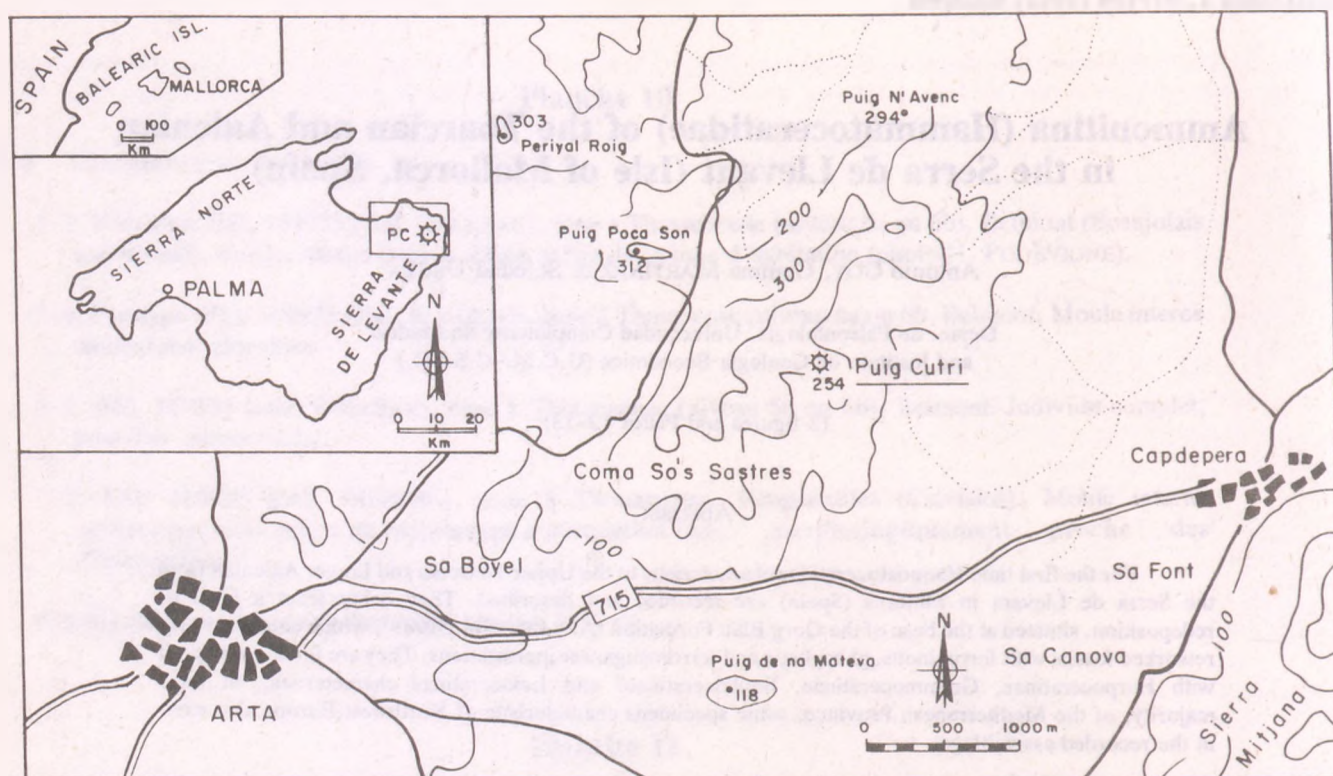 SPAIN
BALEARIC ISL.
MALLORCA
0 100
Km
SIERRA NORTE
PC
PALMA
SIERRA
DE LEVANTE
N
0 10 20
Km
303
Periyal Roig
Puig N' Avenc
294°
Puig Poca Son
315
200
3000
254
Puig Cutri
Coma So's Sastres
Capdepera
Sa Boyel
100
715
Sa Font
ARTA
Puig de na Mateva
118
N
Sa Canova
0 500 1000 m
100
Sierra
Mitjana